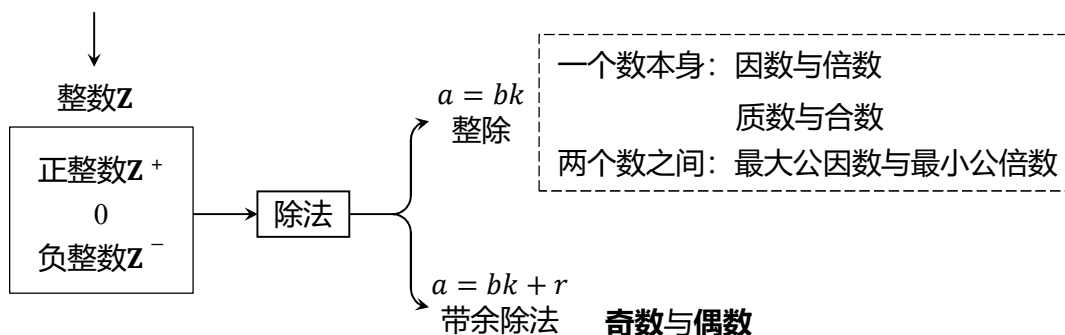 整数Z
正整数Z⁺
0
负整数Z⁻
除法
a = bk
整除
一个数本身：因数与倍数
质数与合数
两个数之间：最大公因数与最小公倍数
a = bk + r
带余除法
奇数与偶数